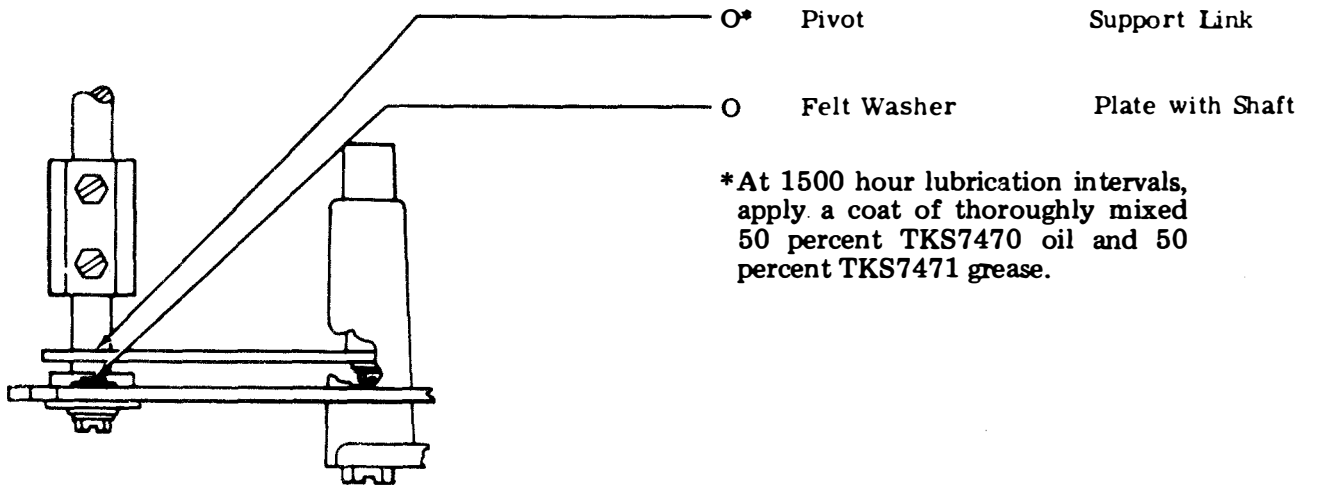 O* Pivot Support Link
O Felt Washer Plate with Shaft
*At 1500 hour lubrication intervals,
apply a coat of thoroughly mixed
50 percent TKS7470 oil and 50
percent TKS7471 grease.